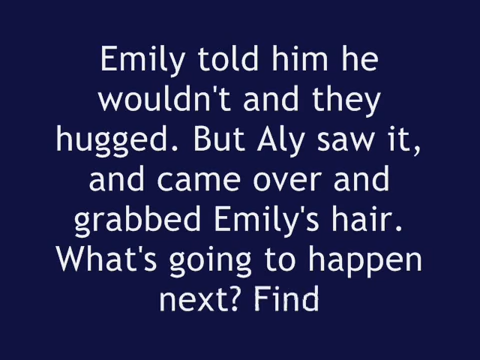 Emily told him he
wouldn't and they
hugged. But Aly saw it,
and came over and
grabbed Emily's hair.
What's going to happen
next? Find